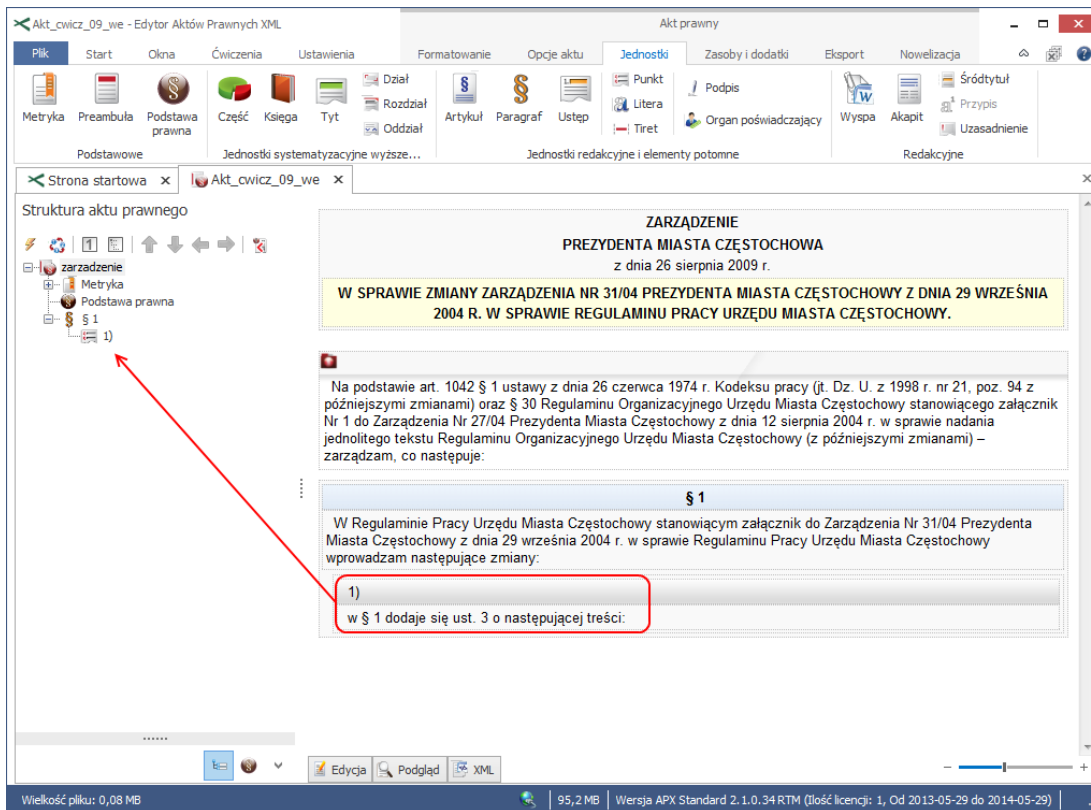 Akt_cwicz_09_we - Edytor Aktów Prawnych XML
Akt prawny
Plik Start Okna Ćwiczenia Ustawienia Formatowanie Opcje aktu Jednostki Zasoby i dodatki Eksport Nowelizacja
Metryka
Preambuła
Podstawa
prawna
Podstawowe
Część
Księga
Tyt
Dział
Rozdział
Oddział
Jednostki systematyzacyjne wyższe...
Artykuł
Paragraf
Ustęp
Punkt
Litera
Tiret
Podpis
Organ poświadczający
Jednostki redakcyjne i elementy potomne
Wyspa
Akapit
Śródtytuł
Przypis
Uzasadnienie
Redakcyjne
Strona startowa x Akt_cwicz_09_we x
Struktura aktu prawnego
zarzadzenie
Metryka
Podstawa prawna
§ 1
1)
ZARZĄDZENIE
PREZYDENTA MIASTA CZĘSTOCHOWA
z dnia 26 sierpnia 2009 r.
W SPRAWIE ZMIANY ZARZĄDZENIA NR 31/04 PREZYDENTA MIASTA CZĘSTOCHOWY Z DNIA 29 WRZEŚNIA
2004 R. W SPRAWIE REGULAMINU PRACY URZĘDU MIASTA CZĘSTOCHOWY.
Na podstawie art. 1042 § 1 ustawy z dnia 26 czerwca 1974 r. Kodeksu pracy (jt. Dz. U. z 1998 r. nr 21, poz. 94 z
późniejszymi zmianami) oraz § 30 Regulaminu Organizacyjnego Urzędu Miasta Częstochowy stanowiącego załącznik
Nr 1 do Zarządzenia Nr 27/04 Prezydenta Miasta Częstochowy z dnia 12 sierpnia 2004 r. w sprawie nadania
jednolitego tekstu Regulaminu Organizacyjnego Urzędu Miasta Częstochowy (z późniejszymi zmianami) –
zarządzam, co następuje:
§ 1
W Regulaminie Pracy Urzędu Miasta Częstochowy stanowiącym załącznik do Zarządzenia Nr 31/04 Prezydenta
Miasta Częstochowy z dnia 29 września 2004 r. w sprawie Regulaminu Pracy Urzędu Miasta Częstochowy
wprowadzam następujące zmiany:
1)
w § 1 dodaje się ust. 3 o następującej treści:
Edycja Podgląd XML
Wielkość pliku: 0,08 MB
95,2 MB
Wersja APX Standard 2.1.0.34 RTM (Ilość licencji: 1, Od 2013-05-29 do 2014-05-29)